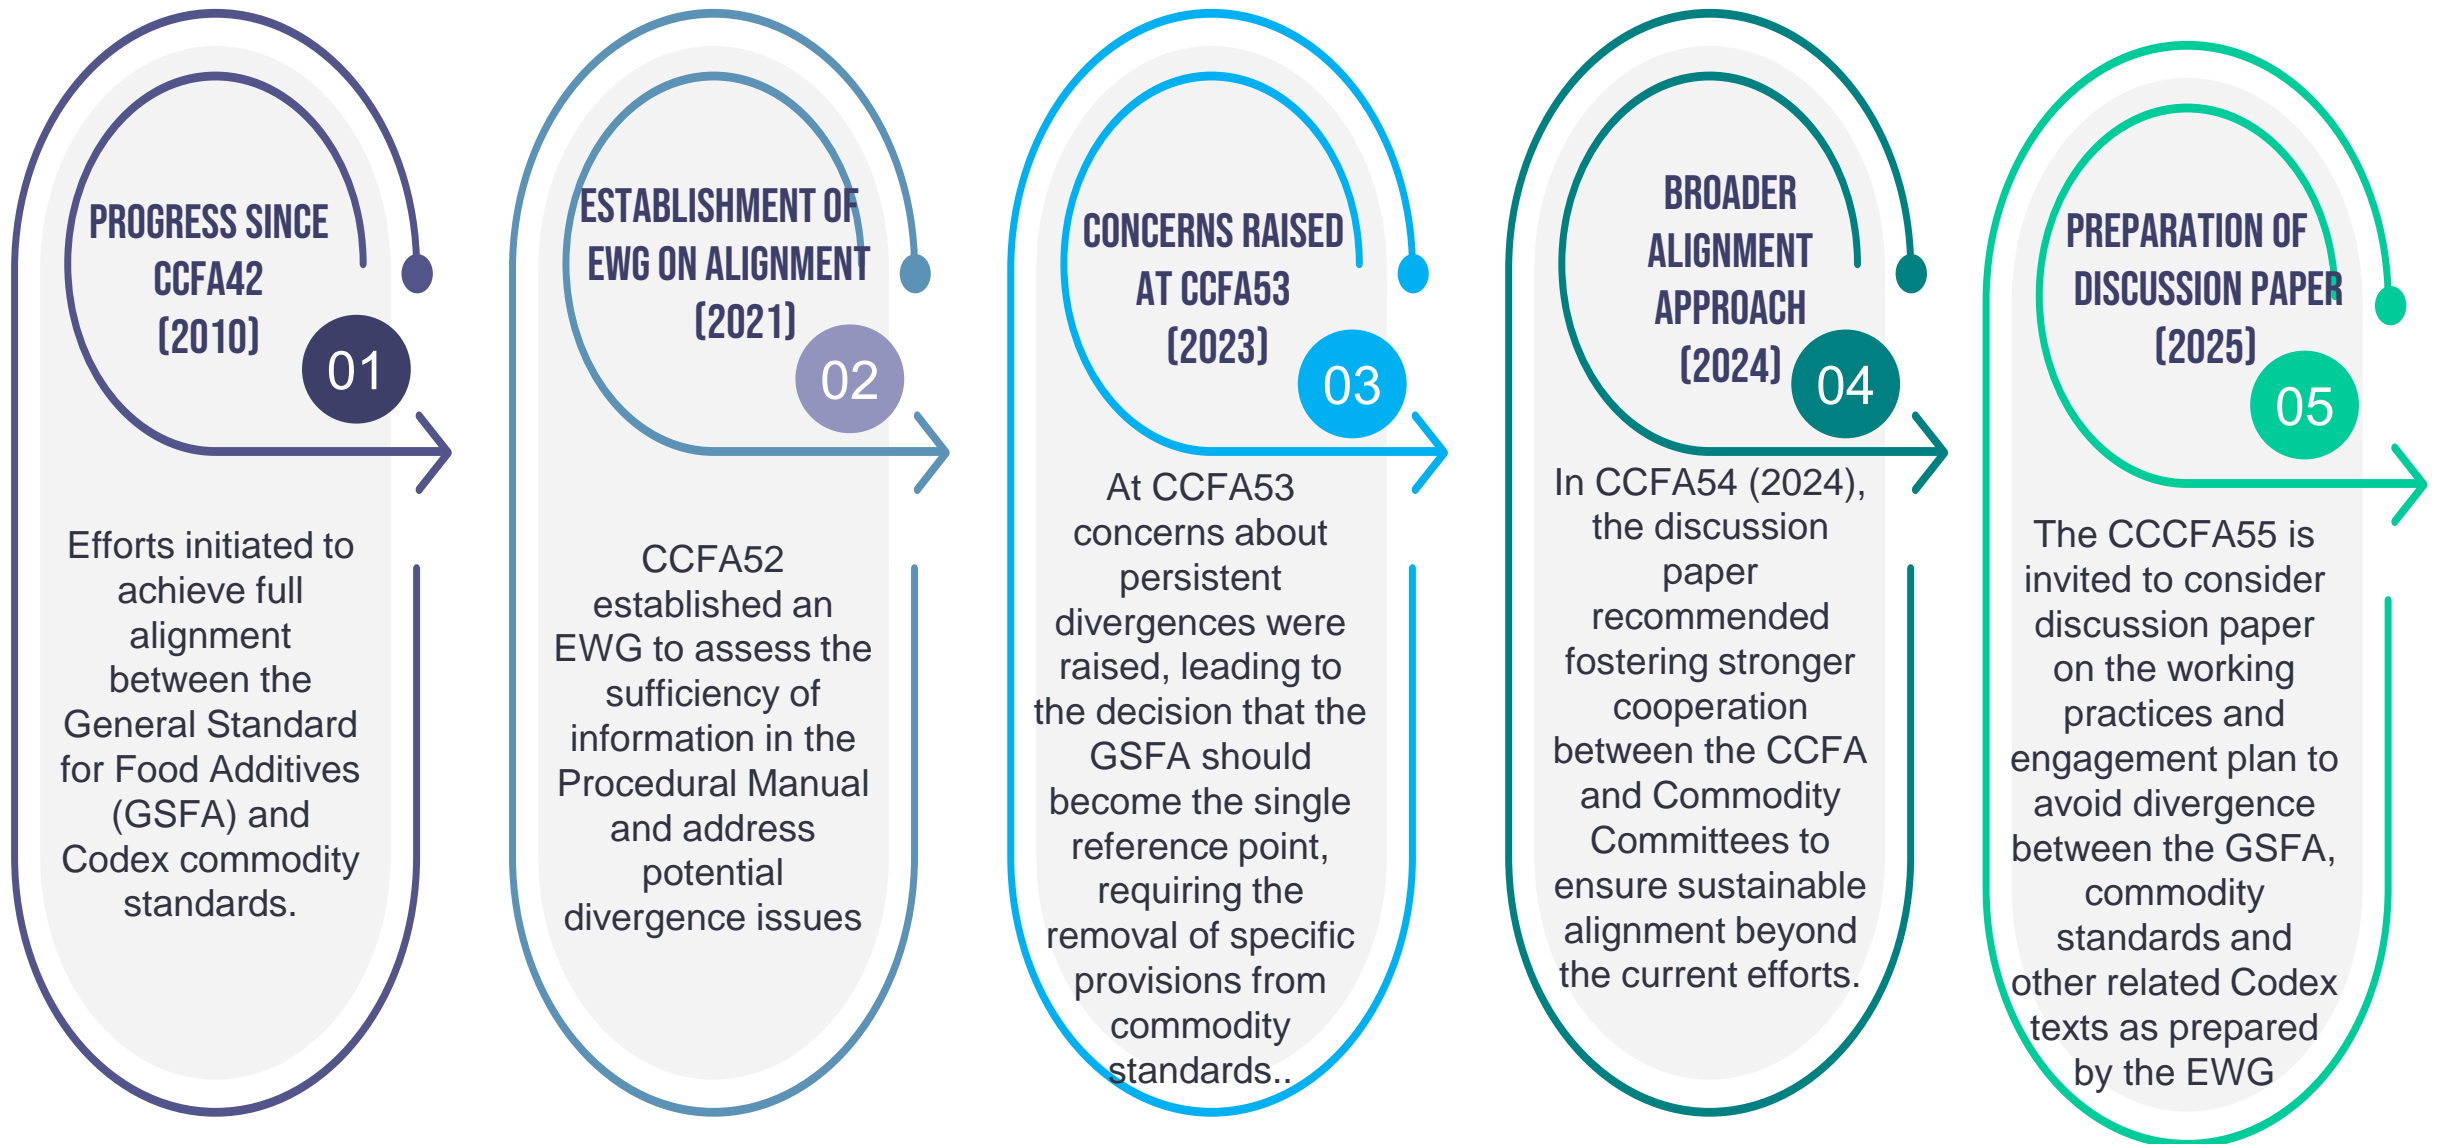 PROGRESS SINCE
CCFA42
(2010)
01
Efforts initiated to
achieve full
alignment
between the
General Standard
for Food Additives
(GSFA) and
Codex commodity
standards.
ESTABLISHMENT OF
EWG ON ALIGNMENT
(2021)
02
CCFA52
established an
EWG to assess the
sufficiency of
information in the
Procedural Manual
and address
potential
divergence issues
CONCERNS RAISED
AT CCFA53
(2023)
03
At CCFA53
concerns about
persistent
divergences were
raised, leading to
the decision that the
GSFA should
become the single
reference point,
requiring the
removal of specific
provisions from
commodity
standards..
BROADER
ALIGNMENT
APPROACH
(2024)
04
In CCFA54 (2024),
the discussion
paper
recommended
fostering stronger
cooperation
between the CCFA
and Commodity
Committees to
ensure sustainable
alignment beyond
the current efforts.
PREPARATION OF
DISCUSSION PAPER
(2025)
05
The CCCFA55 is
invited to consider
discussion paper
on the working
practices and
engagement plan to
avoid divergence
between the GSFA,
commodity
standards and
other related Codex
texts as prepared
by the EWG